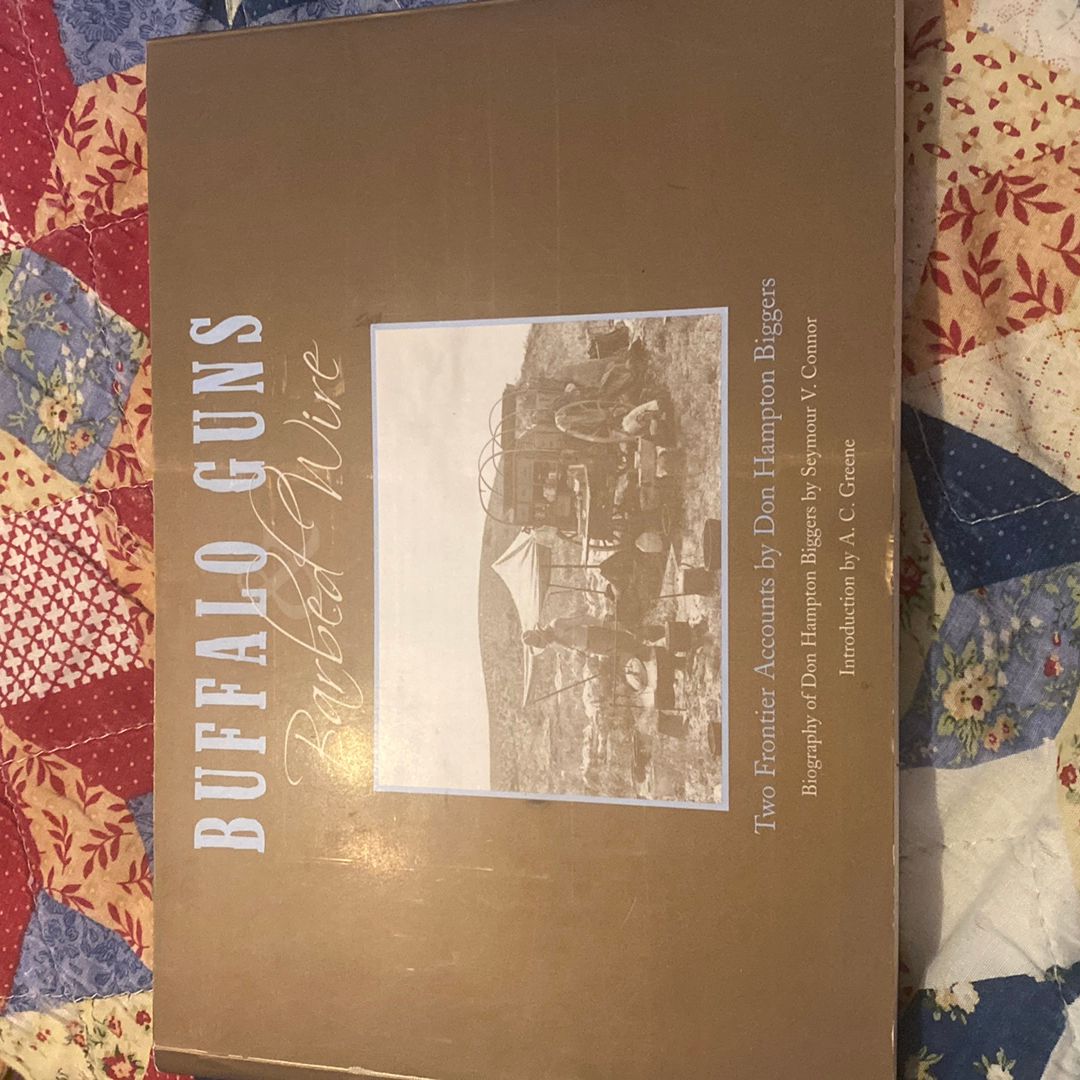 BUFFALO GUNS
&
Barbed Wire
Two Frontier Accounts by Don Hampton Biggers
Biography of Don Hampton Biggers by Seymour V. Connor
Introduction by A. C. Greene